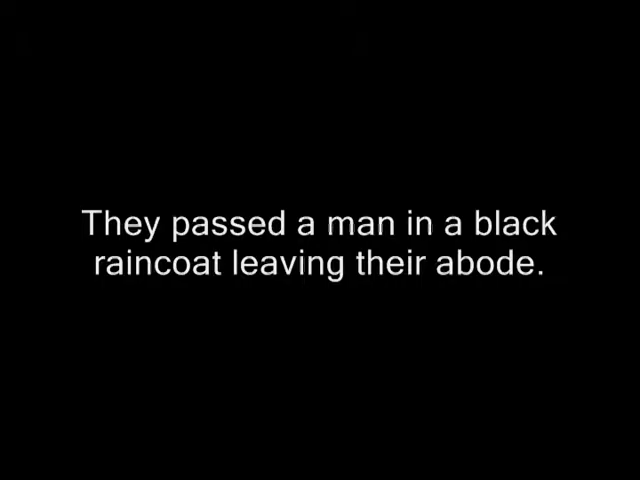 They passed a man in a black
raincoat leaving their abode.